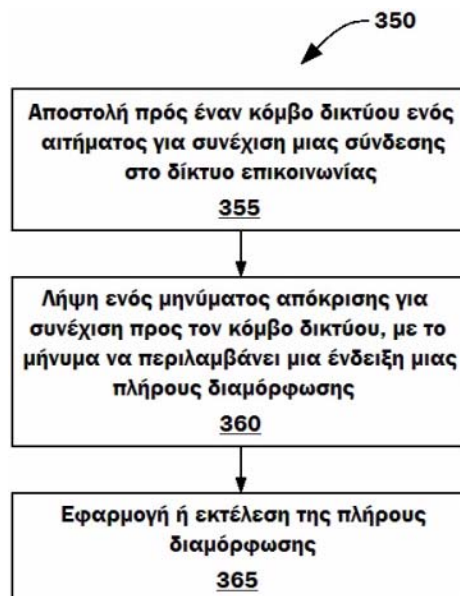 350
Αποστολή πρός έναν κόμβο δικτύου ενός
αιτήματος για συνέχιση μιας σύνδεσης
στο δίκτυο επικοινωνίας
355
Λήψη ενός μηνύματος απόκρισης για
συνέχιση προς τον κόμβο δικτύου, με το
μήνυμα να περιλαμβάνει μια ένδειξη μιας
πλήρους διαμόρφωσης
360
Εφαρμογή ή εκτέλεση της πλήρους
διαμόρφωσης
365